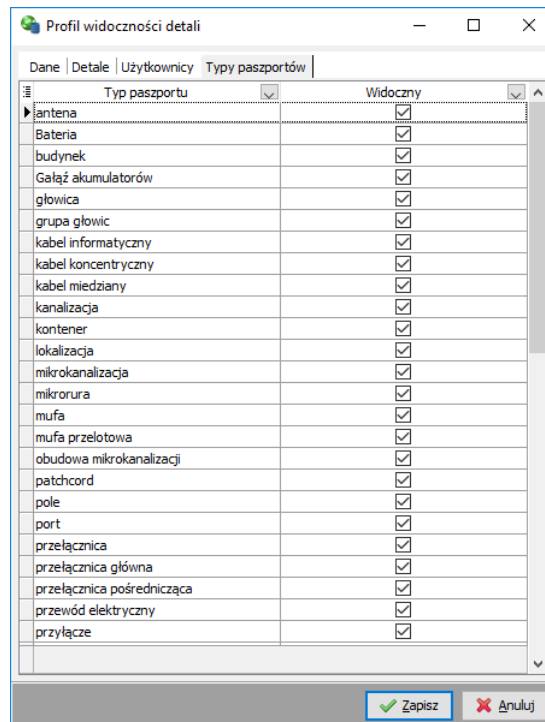 Profil widoczności detali
Dane Detale Użytkownicy Typy paszportów
Typ paszportu Widoczny
antena
Bateria
budynek
Gałąź akumulatorów
głowica
grupa głowic
kabel informatyczny
kabel koncentryczny
kabel miedziany
kanalizacja
kontener
lokalizacja
mikrokanalizacja
mikrorura
mufa
mufa przelotowa
obudowa mikrokanalizacji
patchcord
pole
port
przełącznica
przełącznica główna
przełącznica pośrednicząca
przewód elektryczny
przyłącze
Zapisz Anuluj